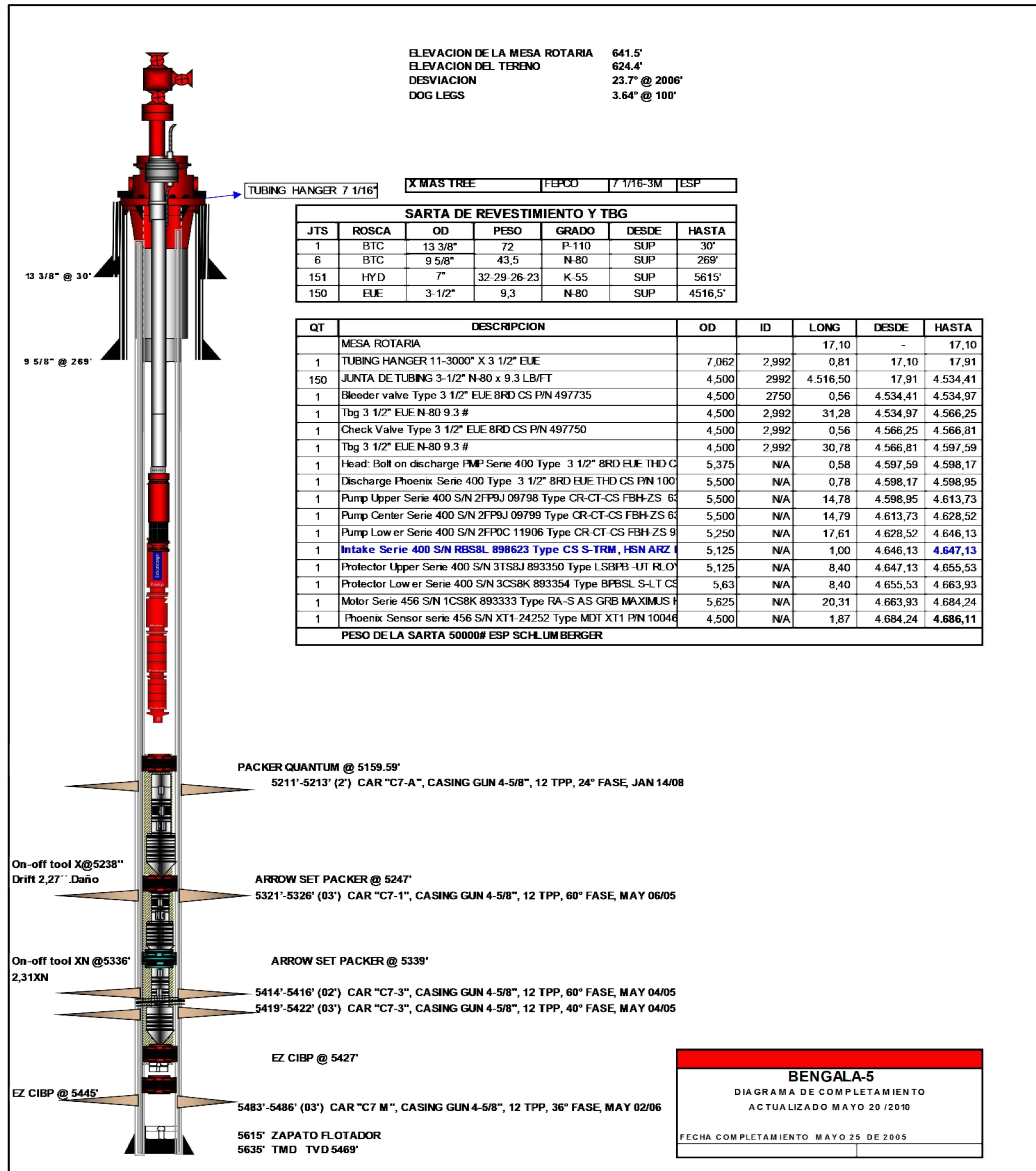 ELEVACION DE LA MESA ROTARIA 641.5'
ELEVACION DEL TERENO 624.4'
DESVIACION 23.7° @ 2006'
DOG LEGS 3.64° @ 100'
TUBING HANGER 7 1/16"
X MAS TREE FEPCO 7 1/16-3M ESP
SARTA DE REVESTIMIENTO Y TBG
JTS ROSCA OD PESO GRADO DESDE HASTA
1 BTC 13 3/8" 72 P-110 SUP 30'
6 BTC 9 5/8" 43,5 N-80 SUP 269'
151 HYD 7" 32-29-26-23 K-55 SUP 5615'
150 EUE 3-1/2" 9,3 N-80 SUP 4516,5'
13 3/8" @ 30'
9 5/8" @ 269'
QT DESCRIPCION OD ID LONG DESDE HASTA
MESA ROTARIA 17,10 - 17,10
1 TUBING HANGER 11-3000" X 3 1/2" EUE 7,062 2,992 0,81 17,10 17,91
150 JUNTA DE TUBING 3-1/2" N-80 x 9.3 LB/FT 4,500 2992 4.516,50 17,91 4.534,41
1 Bleeder valve Type 3 1/2" EUE 8RD CS P/N 497735 4,500 2750 0,56 4.534,41 4.534,97
1 Tbg 3 1/2" EUE N-80 9.3 # 4,500 2,992 31,28 4.534,97 4.566,25
1 Check Valve Type 3 1/2" EUE 8RD CS P/N 497750 4,500 2,992 0,56 4.566,25 4.566,81
1 Tbg 3 1/2" EUE N-80 9.3 # 4,500 2,992 30,78 4.566,81 4.597,59
1 Head: Bolt on discharge PMP Serie 400 Type 3 1/2" 8RD EUE THD C 5,375 N/A 0,58 4.597,59 4.598,17
1 Discharge Phoenix Serie 400 Type 3 1/2" 8RD EUE THD CS P/N 100 5,500 N/A 0,78 4.598,17 4.598,95
1 Pump Upper Serie 400 S/N 2FP9J 09798 Type CR-CT-CS FBH-ZS 63 5,500 N/A 14,78 4.598,95 4.613,73
1 Pump Center Serie 400 S/N 2FP9J 09799 Type CR-CT-CS FBH-ZS 63 5,500 N/A 14,79 4.613,73 4.628,52
1 Pump Lower Serie 400 S/N 2FP0C 11906 Type CR-CT-CS FBH-ZS 9 5,250 N/A 17,61 4.628,52 4.646,13
1 Intake Serie 400 S/N RBS8L 898623 Type CS S-TRM, HSN ARZ 5,125 N/A 1,00 4.646,13 4.647,13
1 Protector Upper Serie 400 S/N 3TS8J 893350 Type LSBPB -UT RLOY 5,125 N/A 8,40 4.647,13 4.655,53
1 Protector Lower Serie 400 S/N 3CS8K 893354 Type BPBSL S-LT CS 5,63 N/A 8,40 4.655,53 4.663,93
1 Motor Serie 456 S/N 1CS8K 893333 Type RA-S AS GRB MAXIMUS 5,625 N/A 20,31 4.663,93 4.684,24
1 Phoenix Sensor serie 456 S/N XT1-24252 Type MDT XT1 P/N 10046 4,500 N/A 1,87 4.684,24 4.686,11
PESO DE LA SARTA 50000# ESP SCHLUMBERGER
PACKER QUANTUM @ 5159.59'
5211'-5213' (2') CAR "C7-A", CASING GUN 4-5/8", 12 TPP, 24° FASE, JAN 14/08
On-off tool X@5238''
Drift 2,27´´.Daño
ARROW SET PACKER @ 5247'
5321'-5326' (03') CAR "C7-1", CASING GUN 4-5/8", 12 TPP, 60° FASE, MAY 06/05
On-off tool XN @5336'
2,31XN
ARROW SET PACKER @ 5339'
5414'-5416' (02') CAR "C7-3", CASING GUN 4-5/8", 12 TPP, 60° FASE, MAY 04/05
5419'-5422' (03') CAR "C7-3", CASING GUN 4-5/8", 12 TPP, 40° FASE, MAY 04/05
EZ CIBP @ 5427'
EZ CIBP @ 5445'
5483'-5486' (03') CAR "C7 M", CASING GUN 4-5/8", 12 TPP, 36° FASE, MAY 02/06
5615' ZAPATO FLOTADOR
5635' TMD TVD 5469'
BENGALA-5
DIAGRAMA DE COMPLETAMIENTO
ACTUALIZADO MAYO 20 /2010
FECHA COMPLETAMIENTO MAYO 25 DE 2005